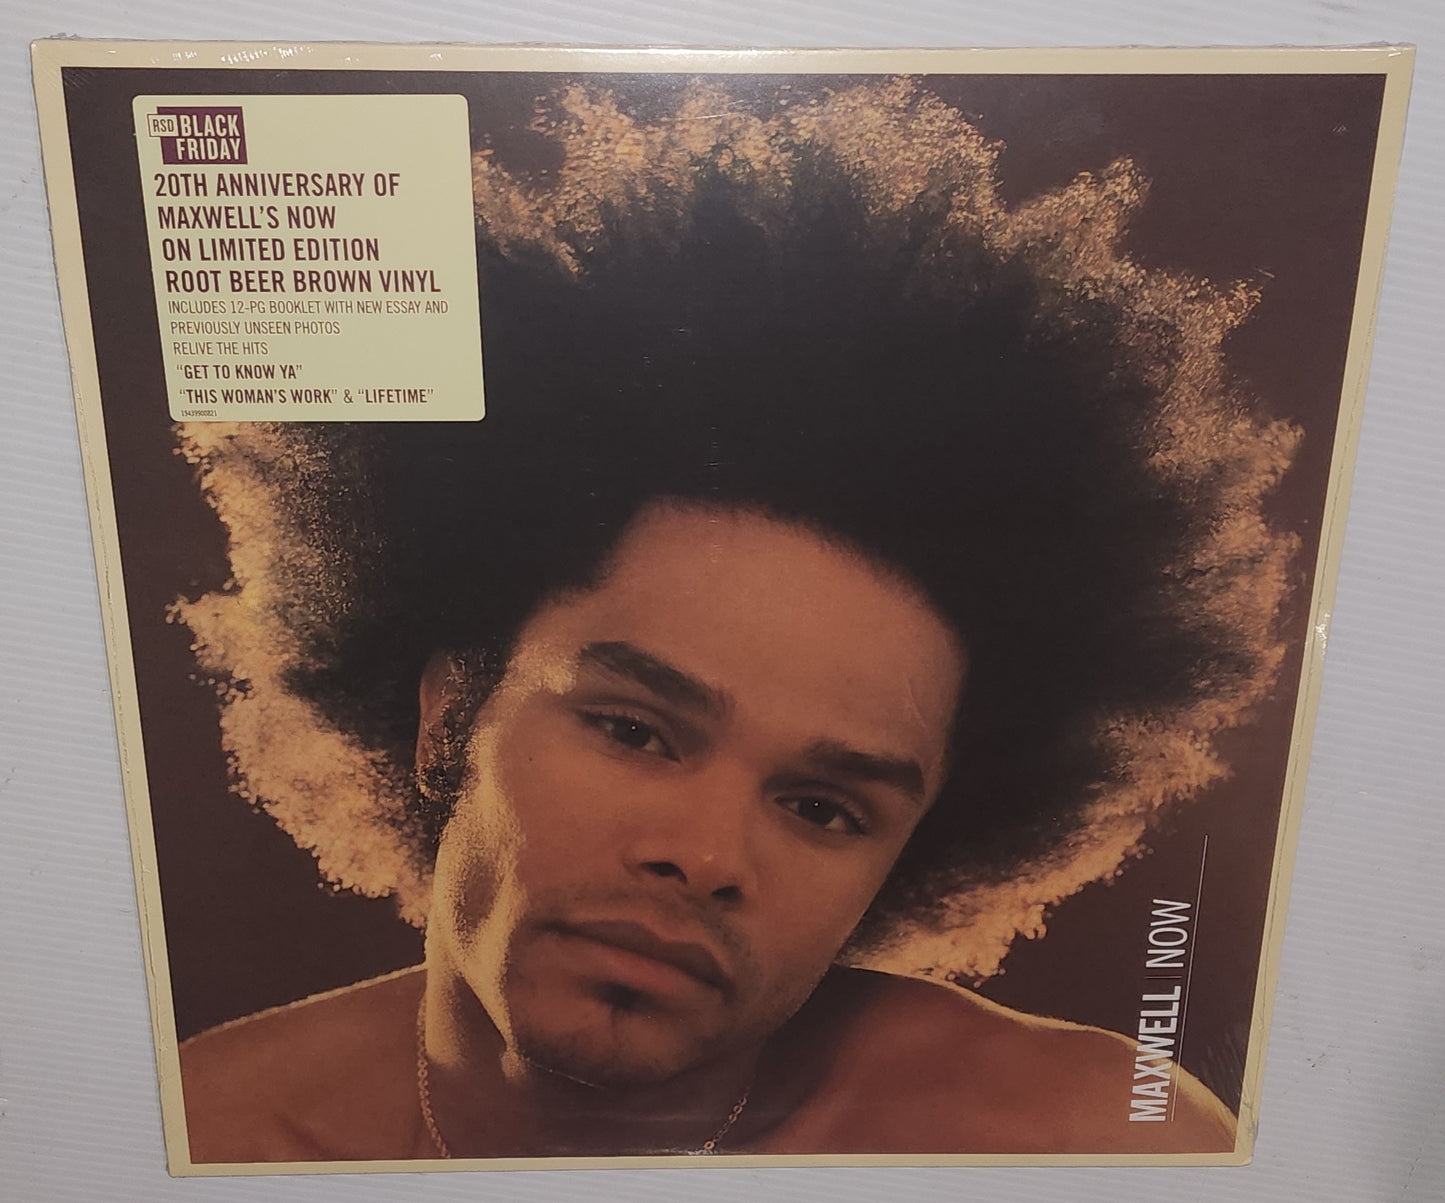 RSD BLACK
FRIDAY
20TH ANNIVERSARY OF
MAXWELL'S NOW
ON LIMITED EDITION
ROOT BEER BROWN VINYL
INCLUDES 12-PG BOOKLET WITH NEW ESSAY AND
PREVIOUSLY UNSEEN PHOTOS
RELIVE THE HITS
“GET TO KNOW YA”
“THIS WOMAN'S WORK” & “LIFETIME”
19439900821
MAXWELL | NOW